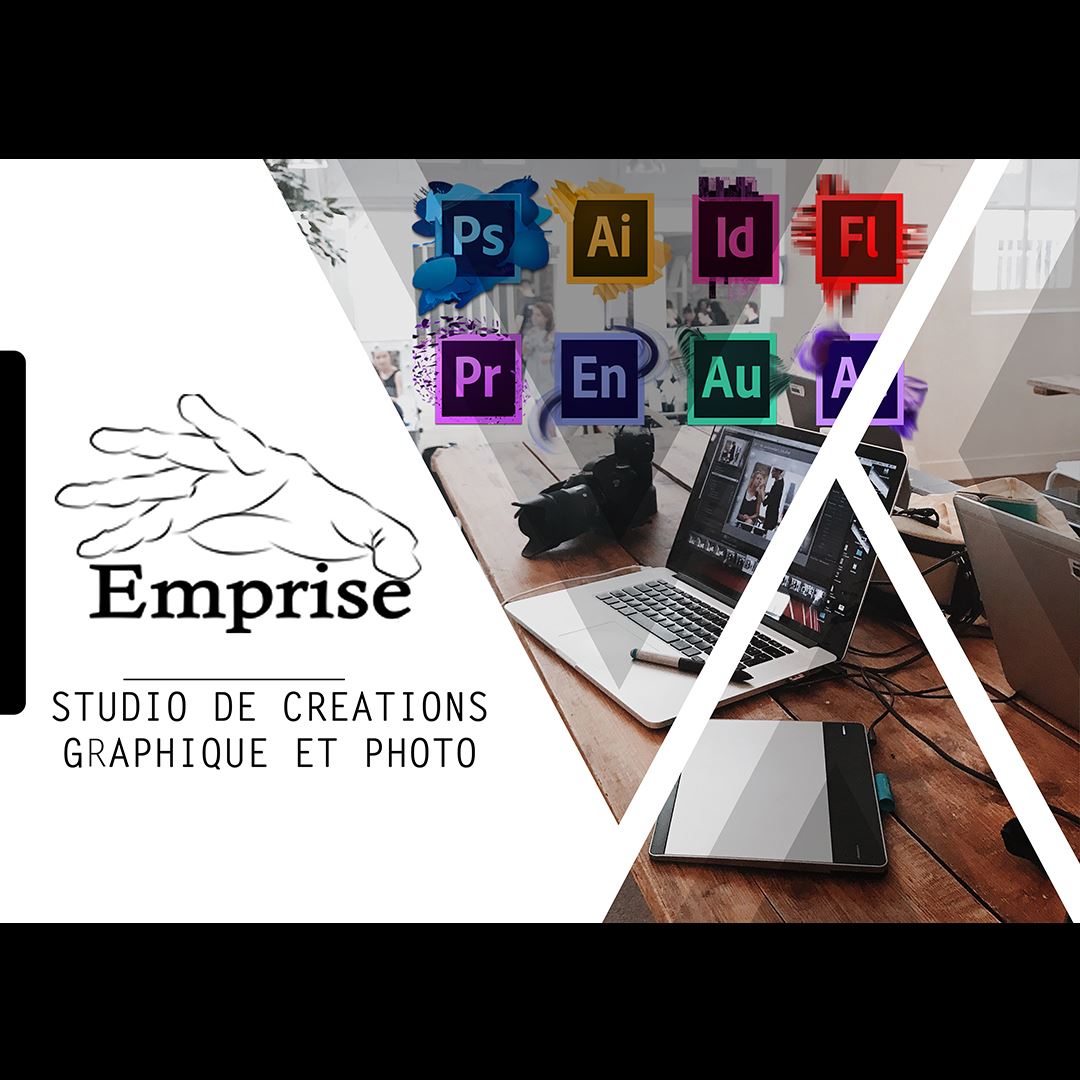 Ps Ai Id Fl
Pr En Au
Emprise
STUDIO DE CREATIONS
GRAPHIQUE ET PHOTO